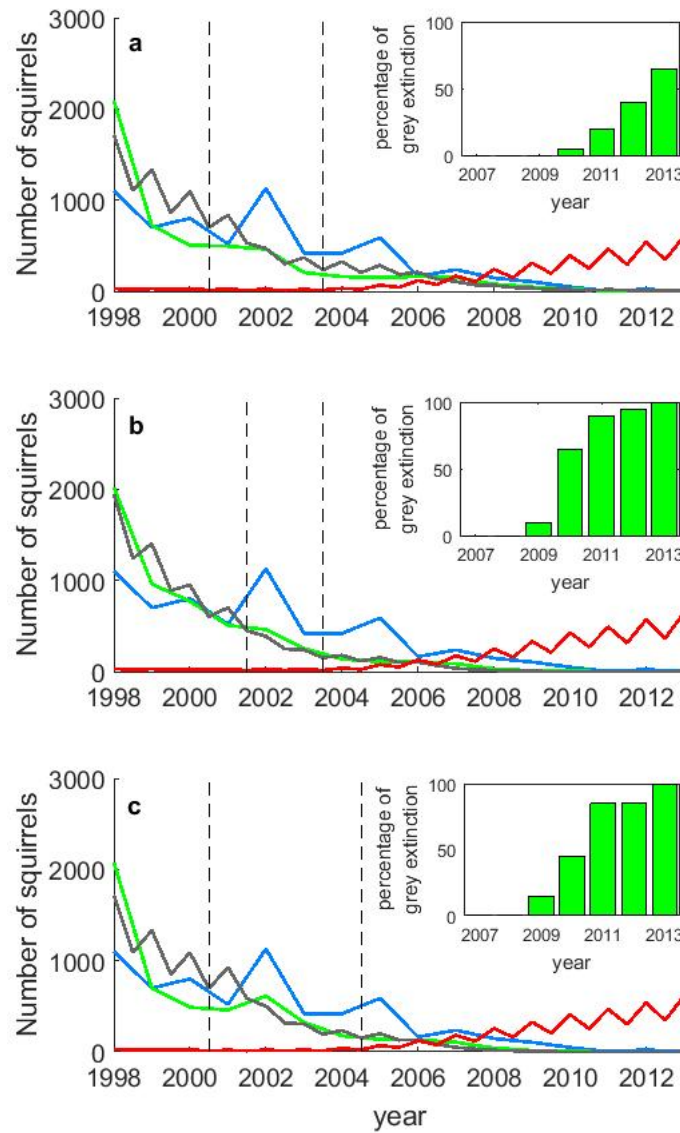 a
Number of squirrels
3000
2000
1000
0
1998 2000 2002 2004 2006 2008 2010 2012
percentage of
grey extinction
100
50
0
2007 2009 2011 2013
year
b
Number of squirrels
3000
2000
1000
0
1998 2000 2002 2004 2006 2008 2010 2012
percentage of
grey extinction
100
50
0
2007 2009 2011 2013
year
c
Number of squirrels
3000
2000
1000
0
1998 2000 2002 2004 2006 2008 2010 2012
year
percentage of
grey extinction
100
50
0
2007 2009 2011 2013
year